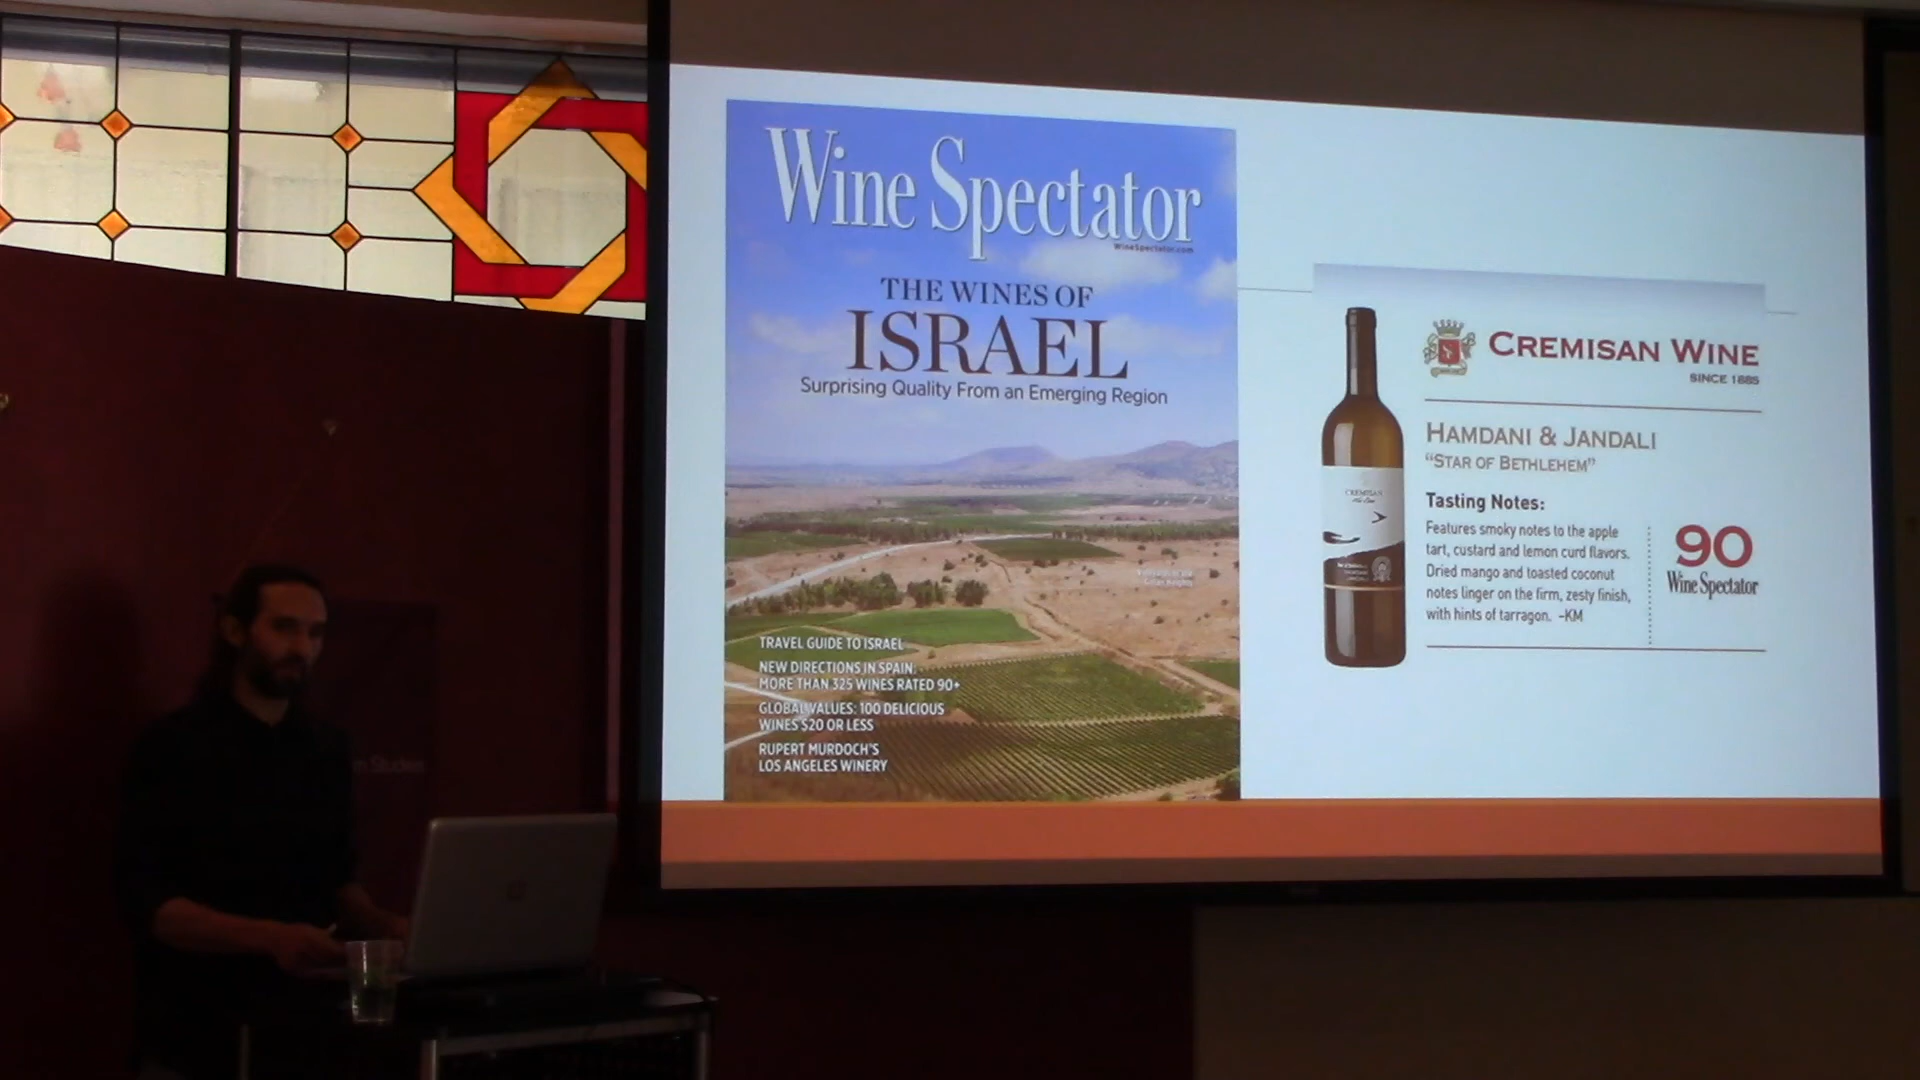 Wine Spectator
WineSpectator.com
THE WINES OF
ISRAEL
Surprising Quality From an Emerging Region
TRAVEL GUIDE TO ISRAEL
NEW DIRECTIONS IN SPAIN:
MORE THAN 325 WINES RATED 90+
GLOBAL VALUES: 100 DELICIOUS
WINES $20 OR LESS
RUPERT MURDOCH'S
LOS ANGELES WINERY
CREMISAN WINE
SINCE 1885
HAMDANI & JANDALI
"STAR OF BETHLEHEM"
Tasting Notes:
Features smoky notes to the apple
tart, custard and lemon curd flavors.
Dried mango and toasted coconut
notes linger on the firm, zesty finish,
with hints of tarragon. –KM
90
Wine Spectator
CREMISAN